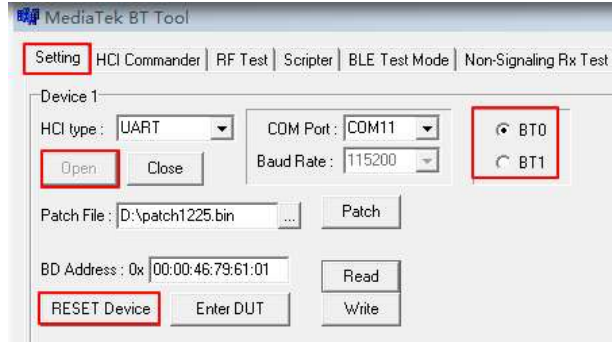 MediaTek BT Tool
Setting HCI Commander RF Test Scripter BLE Test Mode Non-Signaling Rx Test
Device 1
HCI type : UART COM Port : COM11 BT0
Open Close Baud Rate : 115200 BT1
Patch File : D:\patch1225.bin ... Patch
BD Address : 0x 00:00:46:79:61:01 Read
RESET Device Enter DUT Write